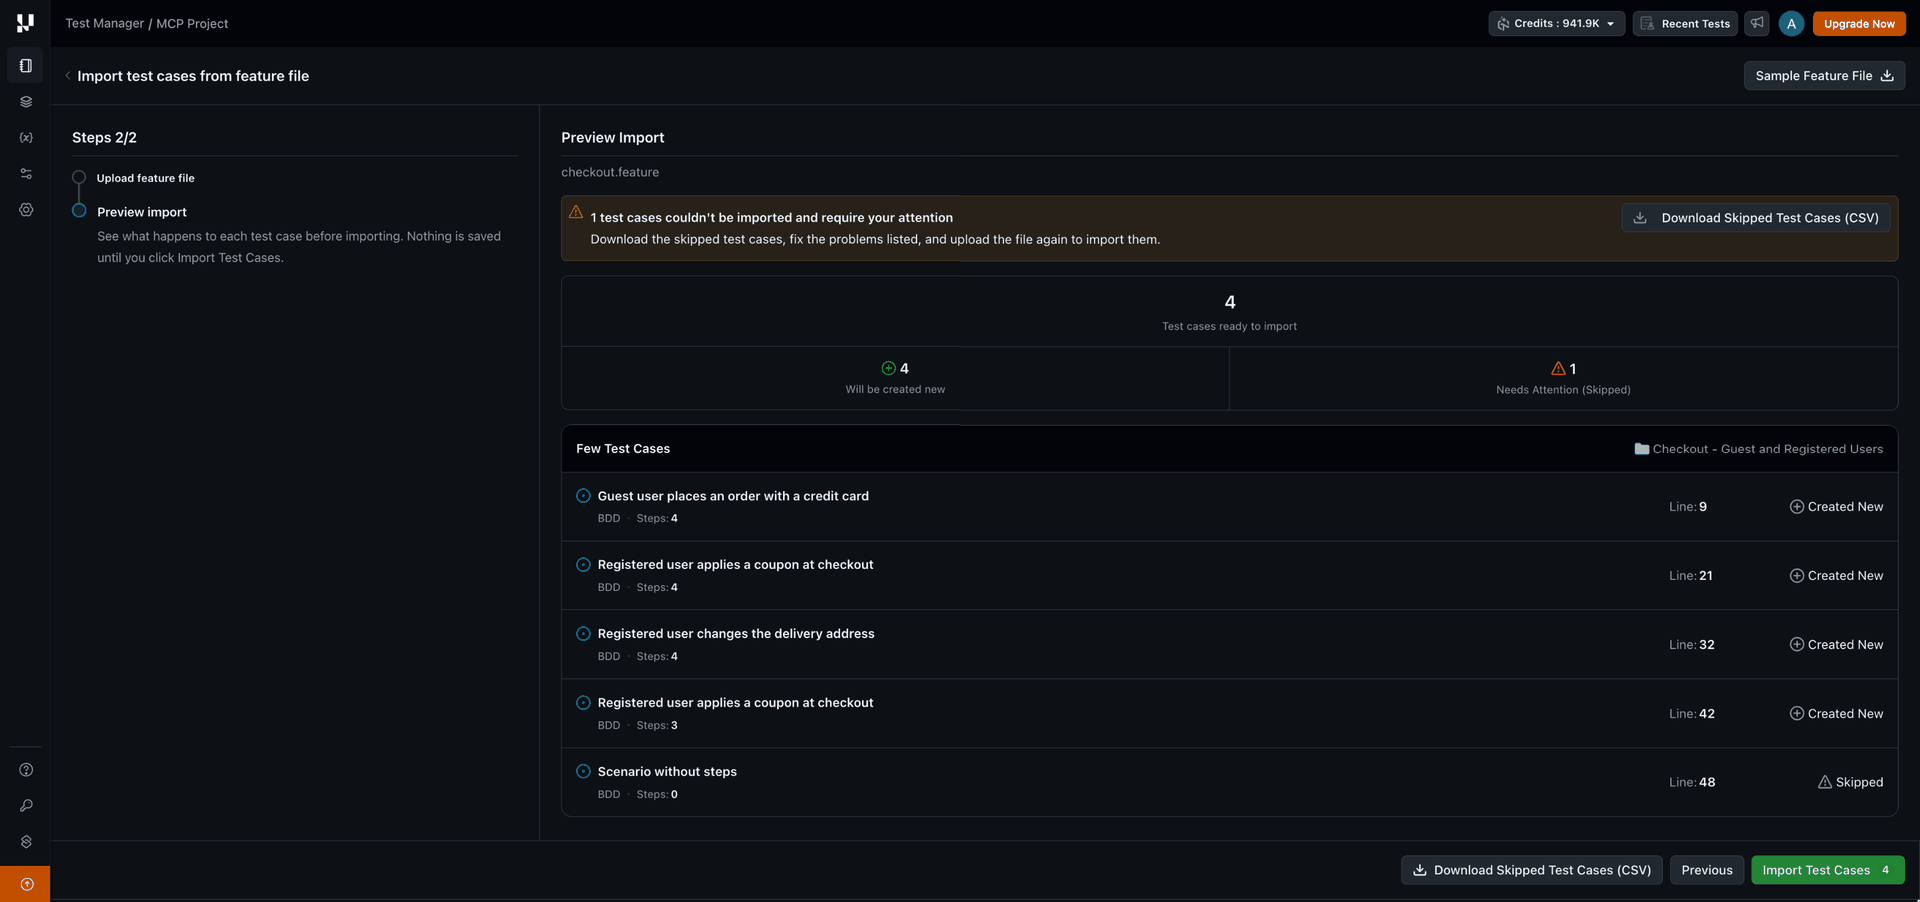 Test Manager / MCP Project
Credits : 941.9K
Recent Tests
A
Upgrade Now
Import test cases from feature file
Sample Feature File
Steps 2/2
Upload feature file
Preview import
See what happens to each test case before importing. Nothing is saved
until you click Import Test Cases.
Preview Import
checkout.feature
1 test cases couldn't be imported and require your attention
Download the skipped test cases, fix the problems listed, and upload the file again to import them.
Download Skipped Test Cases (CSV)
4
Test cases ready to import
4
Will be created new
1
Needs Attention (Skipped)
Few Test Cases
Checkout - Guest and Registered Users
Guest user places an order with a credit card
BDD · Steps: 4
Line: 9
Created New
Registered user applies a coupon at checkout
BDD · Steps: 4
Line: 21
Created New
Registered user changes the delivery address
BDD · Steps: 4
Line: 32
Created New
Registered user applies a coupon at checkout
BDD · Steps: 3
Line: 42
Created New
Scenario without steps
BDD · Steps: 0
Line: 48
Skipped
Download Skipped Test Cases (CSV)
Previous
Import Test Cases 4